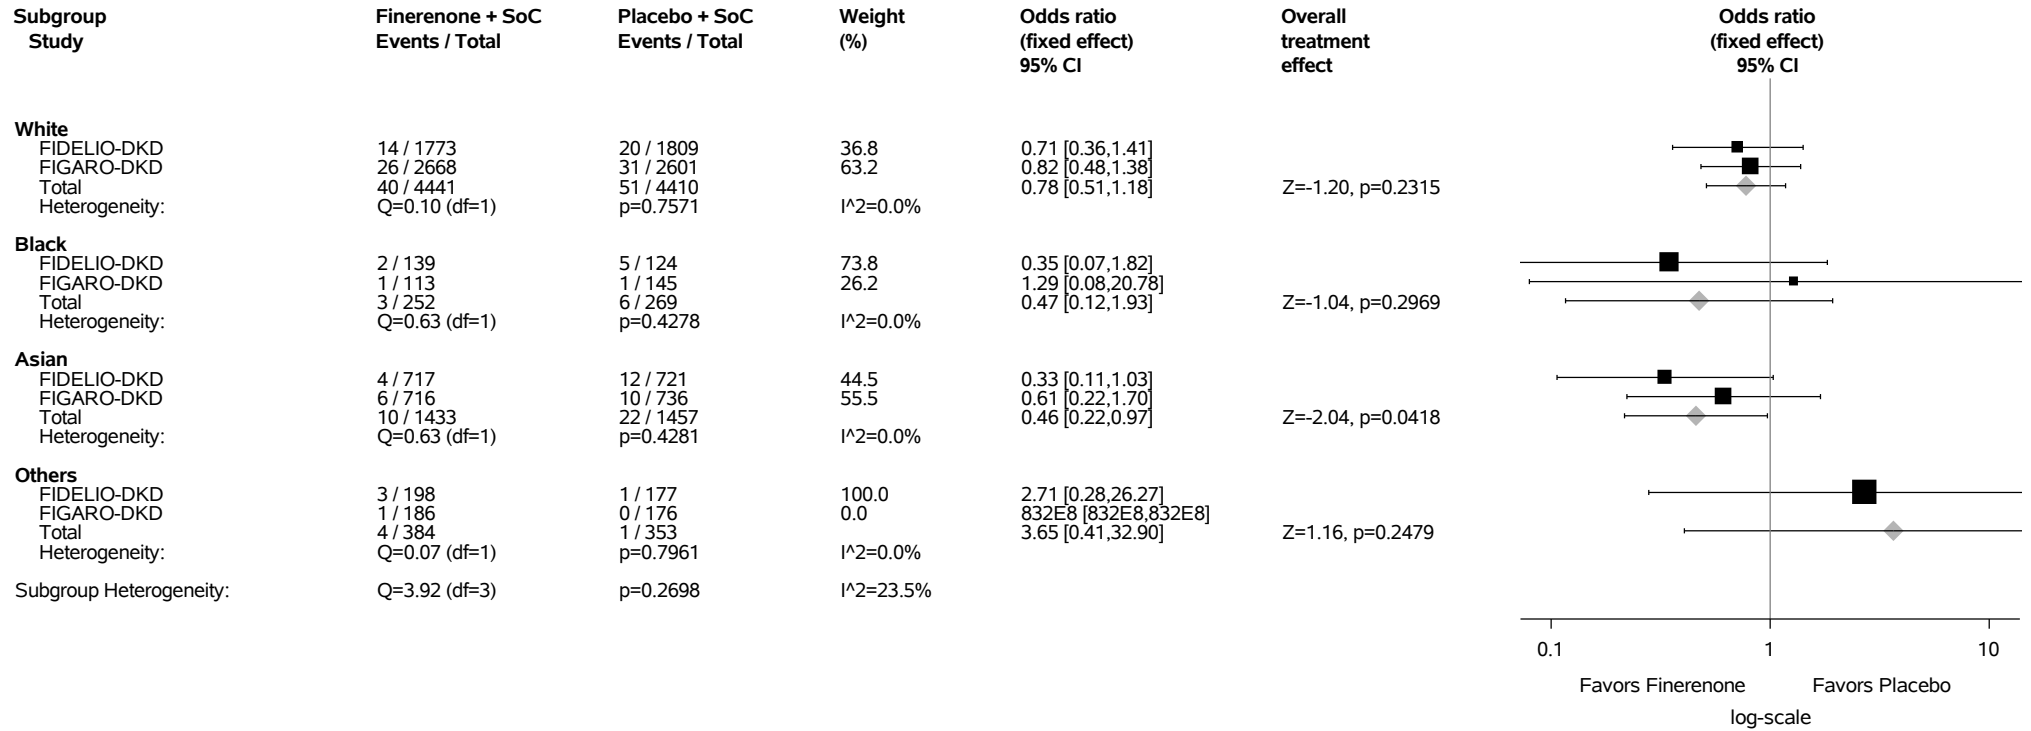 Subgroup Finerenone + SoC Placebo + SoC Weight Odds ratio Overall Odds ratio
Study Events / Total Events / Total (%) (fixed effect) treatment (fixed effect)
95% CI effect 95% CI
White
FIDELIO-DKD 14 / 1773 20 / 1809 36.8 0.71 [0.36,1.41]
FIGARO-DKD 26 / 2668 31 / 2601 63.2 0.82 [0.48,1.38]
Total 40 / 4441 51 / 4410 0.78 [0.51,1.18] Z=-1.20, p=0.2315
Heterogeneity: Q=0.10 (df=1) p=0.7571 I^2=0.0%
Black
FIDELIO-DKD 2 / 139 5 / 124 73.8 0.35 [0.07,1.82]
FIGARO-DKD 1 / 113 1 / 145 26.2 1.29 [0.08,20.78]
Total 3 / 252 6 / 269 0.47 [0.12,1.93] Z=-1.04, p=0.2969
Heterogeneity: Q=0.63 (df=1) p=0.4278 I^2=0.0%
Asian
FIDELIO-DKD 4 / 717 12 / 721 44.5 0.33 [0.11,1.03]
FIGARO-DKD 6 / 716 10 / 736 55.5 0.61 [0.22,1.70]
Total 10 / 1433 22 / 1457 0.46 [0.22,0.97] Z=-2.04, p=0.0418
Heterogeneity: Q=0.63 (df=1) p=0.4281 I^2=0.0%
Others
FIDELIO-DKD 3 / 198 1 / 177 100.0 2.71 [0.28,26.27]
FIGARO-DKD 1 / 186 0 / 176 0.0 832E8 [832E8,832E8]
Total 4 / 384 1 / 353 3.65 [0.41,32.90] Z=1.16, p=0.2479
Heterogeneity: Q=0.07 (df=1) p=0.7961 I^2=0.0%
Subgroup Heterogeneity: Q=3.92 (df=3) p=0.2698 I^2=23.5%
0.1 1 10
Favors Finerenone Favors Placebo
log-scale